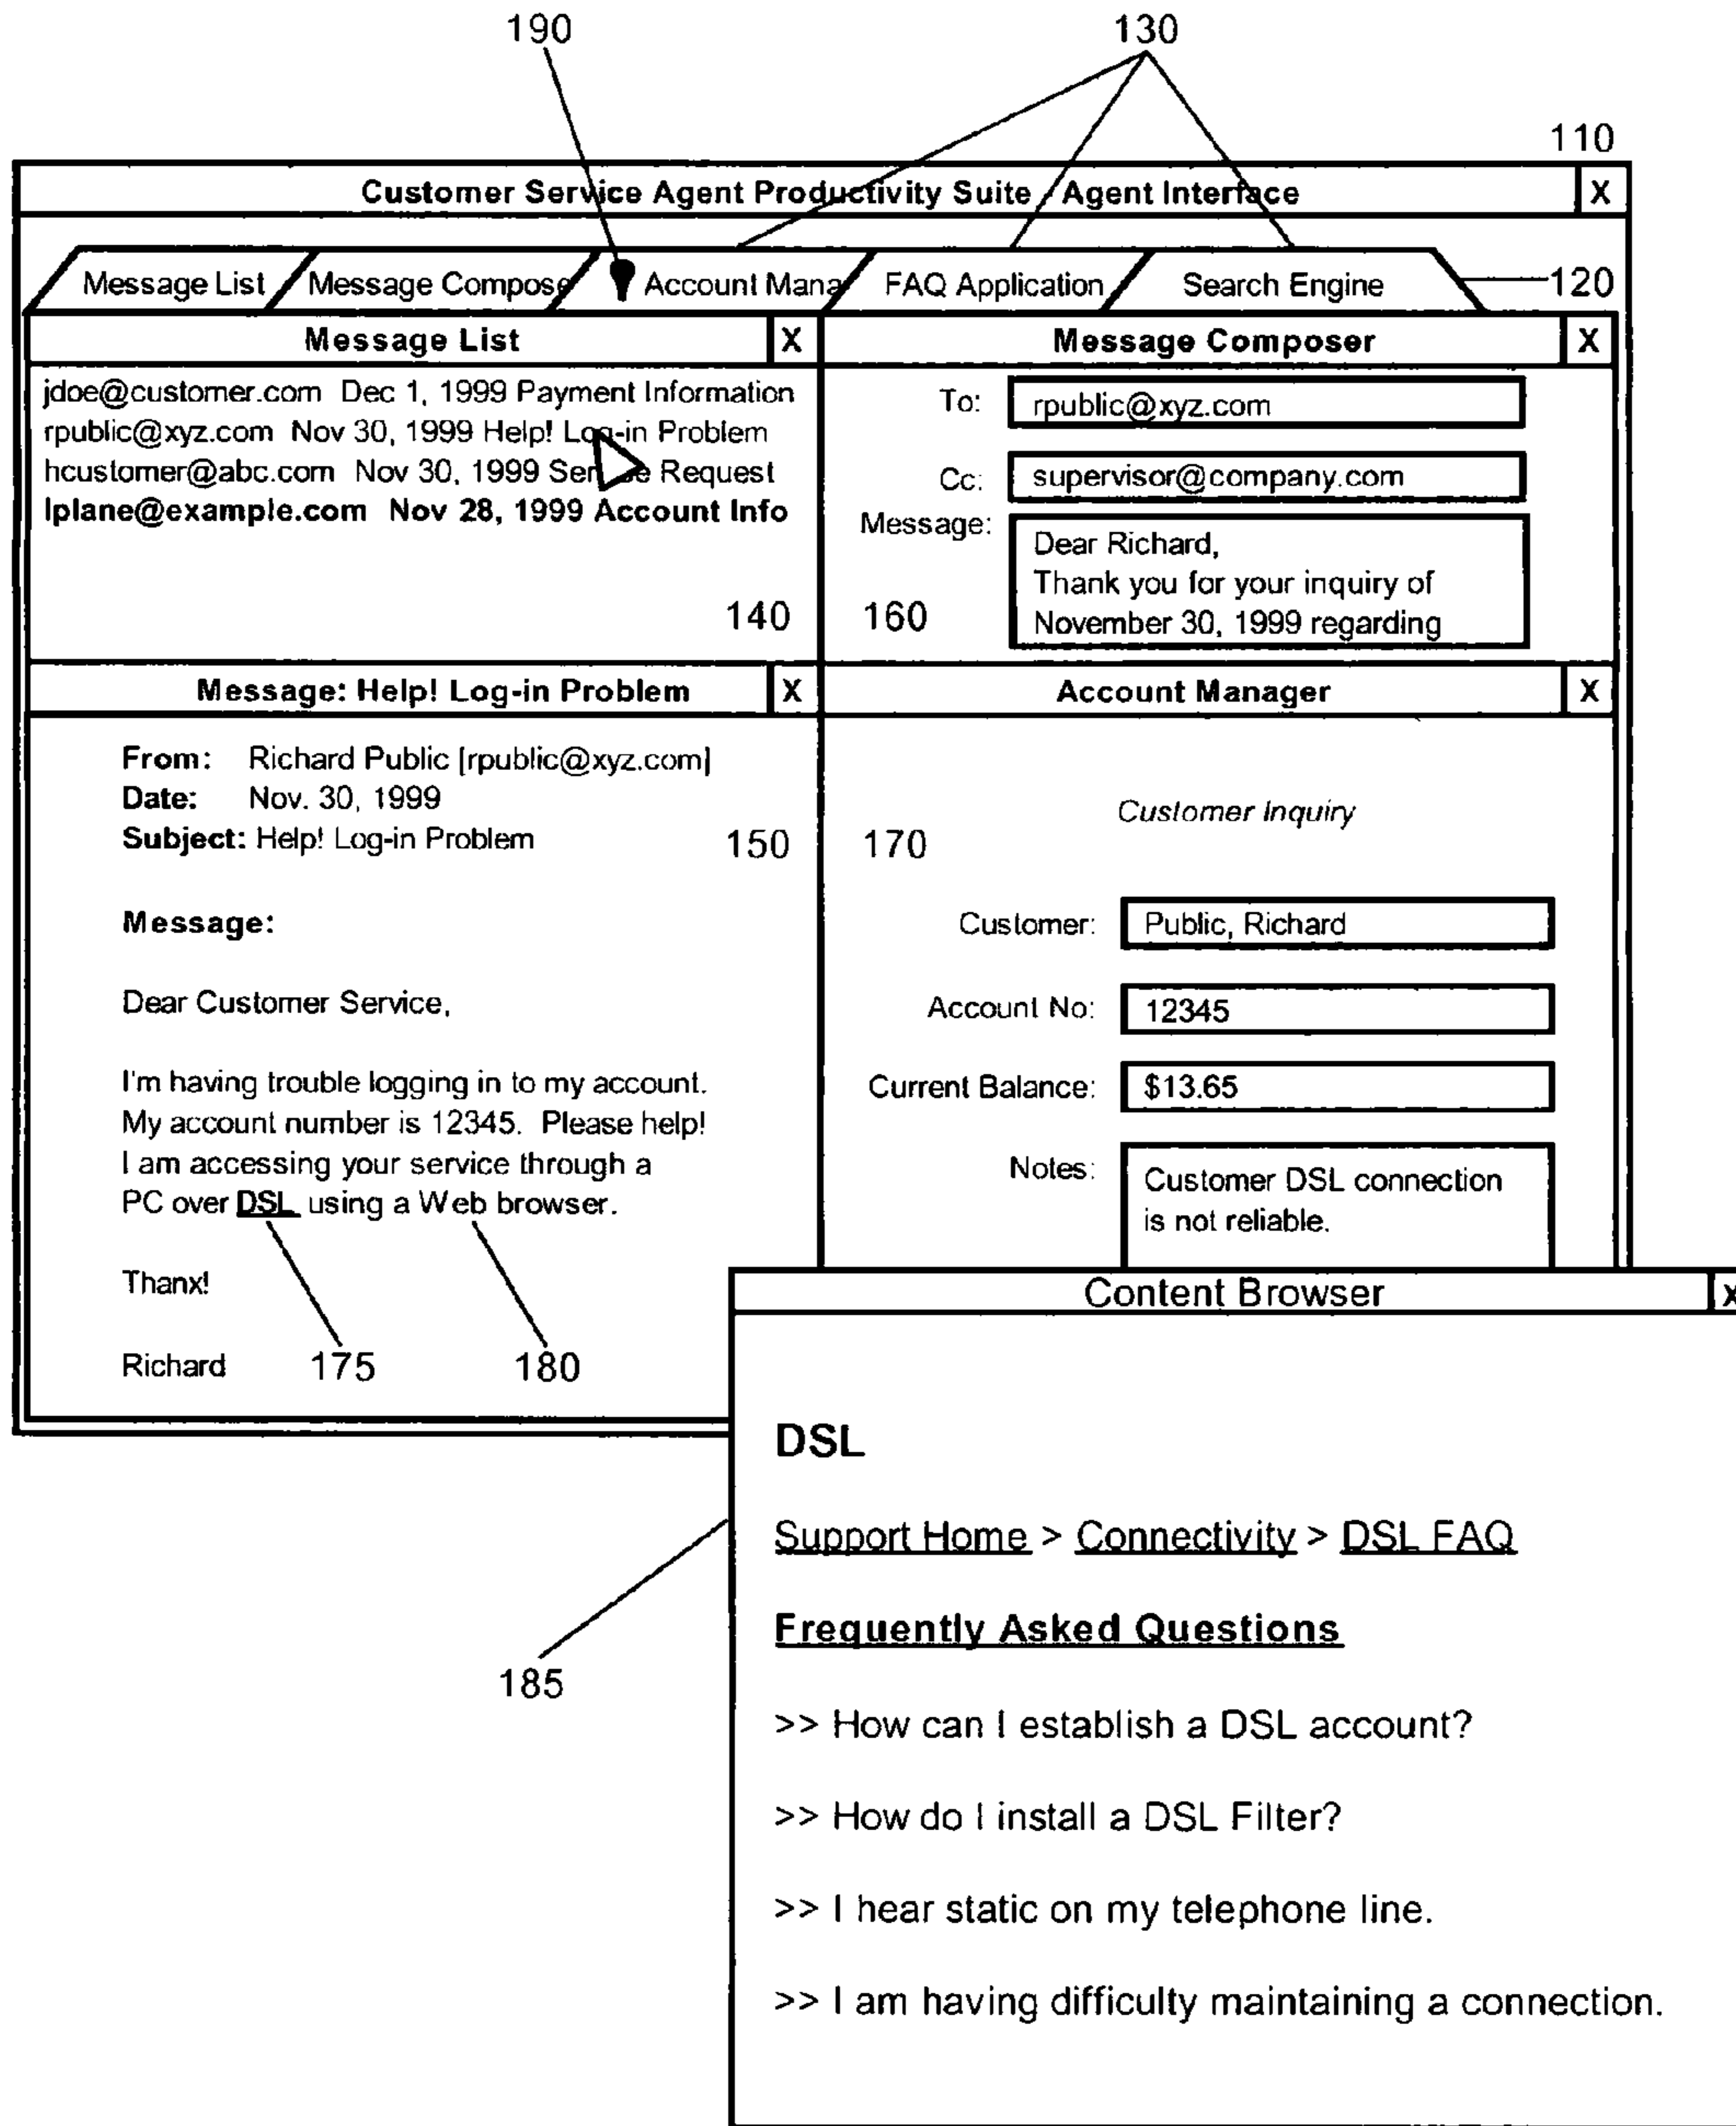 190
130
110
Customer Service Agent Productivity Suite / Agent Interface X
Message List Message Compose Account Mana FAQ Application Search Engine 120
Message List X
jdoe@customer.com Dec 1, 1999 Payment Information
rpublic@xyz.com Nov 30, 1999 Help! Log-in Problem
hcustomer@abc.com Nov 30, 1999 Request
lplane@example.com Nov 28, 1999 Account Info
140
Message Composer X
To: rpublic@xyz.com
Cc: supervisor@company.com
Message: Dear Richard,
Thank you for your inquiry of
November 30, 1999 regarding
160
Message: Help! Log-in Problem X
From: Richard Public [rpublic@xyz.com]
Date: Nov. 30, 1999
Subject: Help! Log-in Problem
150
Message:
Dear Customer Service,
I'm having trouble logging in to my account.
My account number is 12345. Please help!
I am accessing your service through a
PC over DSL using a Web browser.
Thanx!
Richard
175
180
Account Manager X
Customer Inquiry
170
Customer: Public, Richard
Account No: 12345
Current Balance: $13.65
Notes: Customer DSL connection
is not reliable.
Content Browser x
DSL
Support Home > Connectivity > DSL FAQ
Frequently Asked Questions
>> How can I establish a DSL account?
>> How do I install a DSL Filter?
>> I hear static on my telephone line.
>> I am having difficulty maintaining a connection.
185